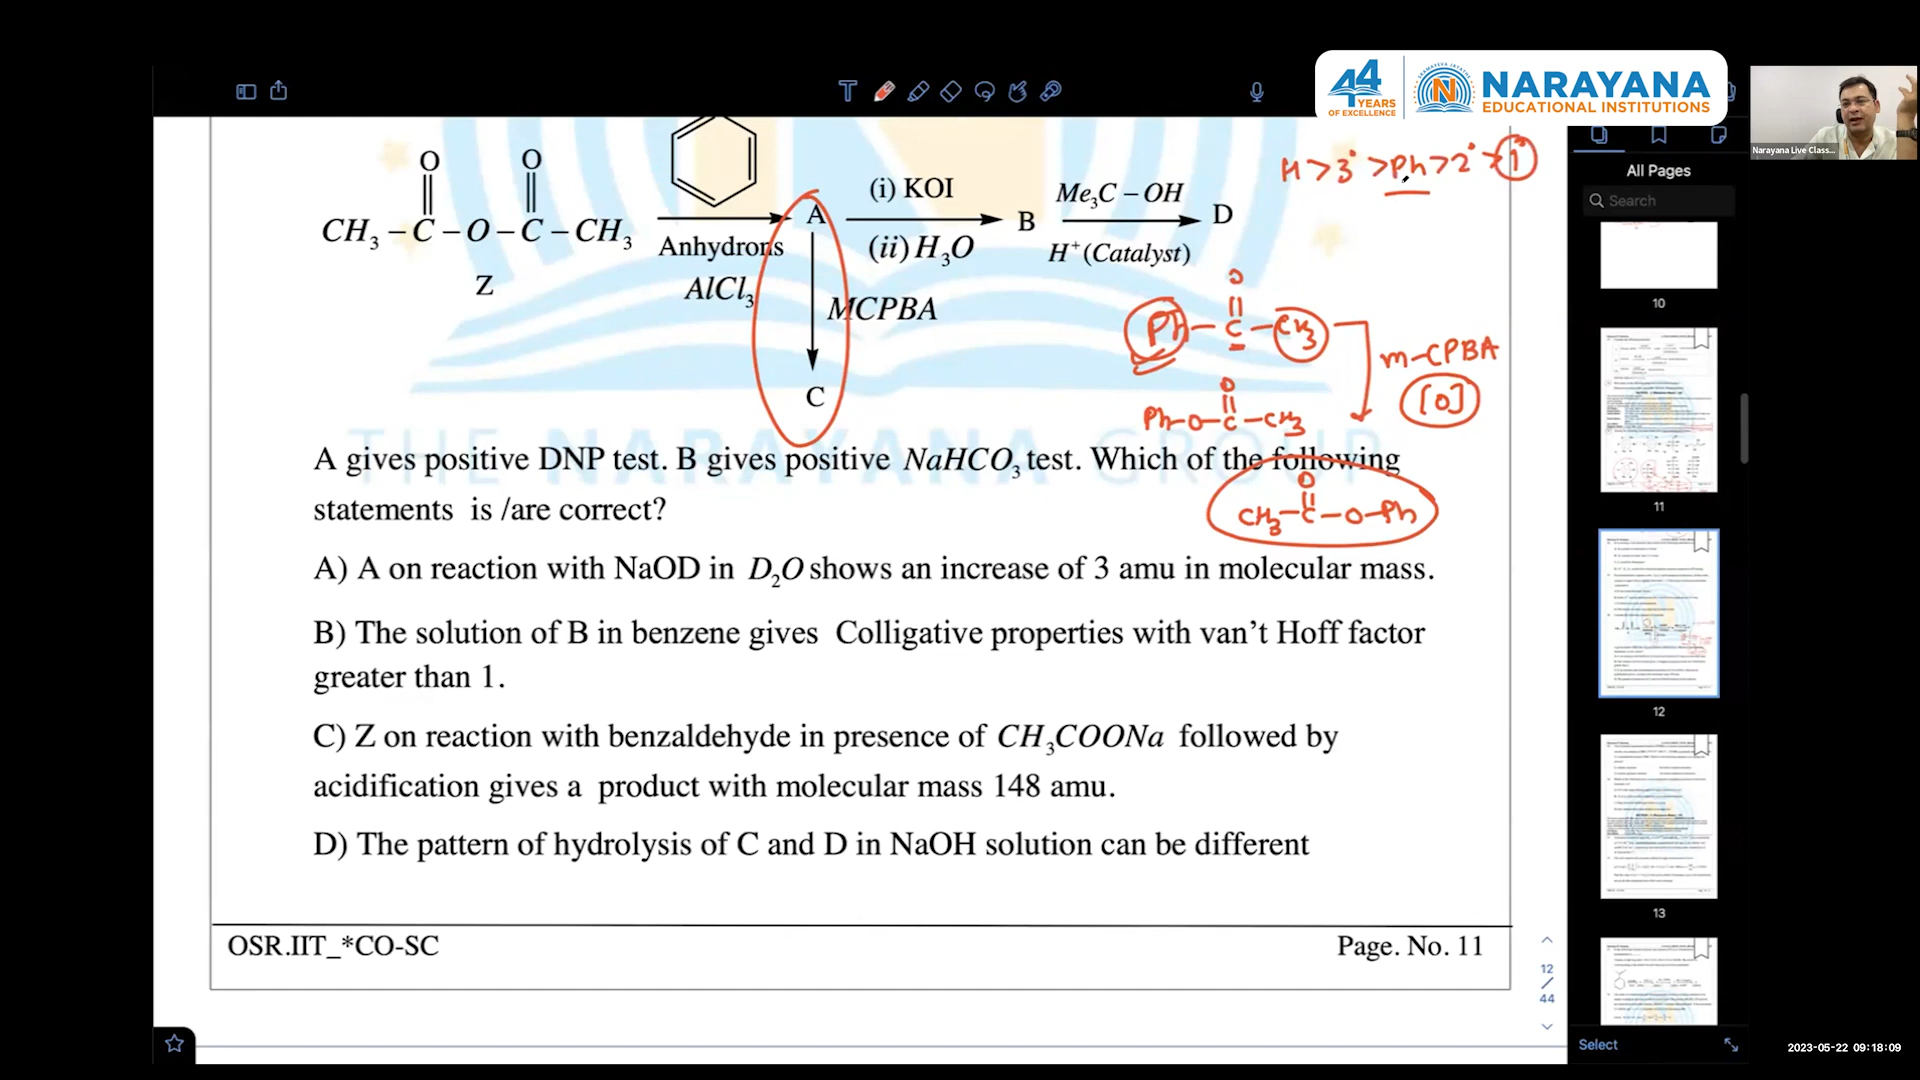 44
YEARS
OF EXCELLENCE
N
NARAYANA
EDUCATIONAL INSTITUTIONS
Narayana Live Class...
H > 3° > Ph > 2° > 1°
All Pages
Search
O O
CH3 – C – O – C – CH3
Z
Anhydrons
AlCl3
A
(i) KOI
(ii) H3O
B
Me3C – OH
H+ (Catalyst)
D
MCPBA
C
O
Ph – C – CH3
m-CPBA
[O]
O
Ph-O-C-CH3
THE NARAYANA GROUP
A gives positive DNP test. B gives positive NaHCO3 test. Which of the following
O
CH3-C-O-Ph
statements is /are correct?
A) A on reaction with NaOD in D2O shows an increase of 3 amu in molecular mass.
B) The solution of B in benzene gives Colligative properties with van’t Hoff factor
greater than 1.
C) Z on reaction with benzaldehyde in presence of CH3COONa followed by
acidification gives a product with molecular mass 148 amu.
D) The pattern of hydrolysis of C and D in NaOH solution can be different
OSR.IIT_*CO-SC
Page. No. 11
12
/
44
10
11
12
13
Select
2023-05-22 09:18:09